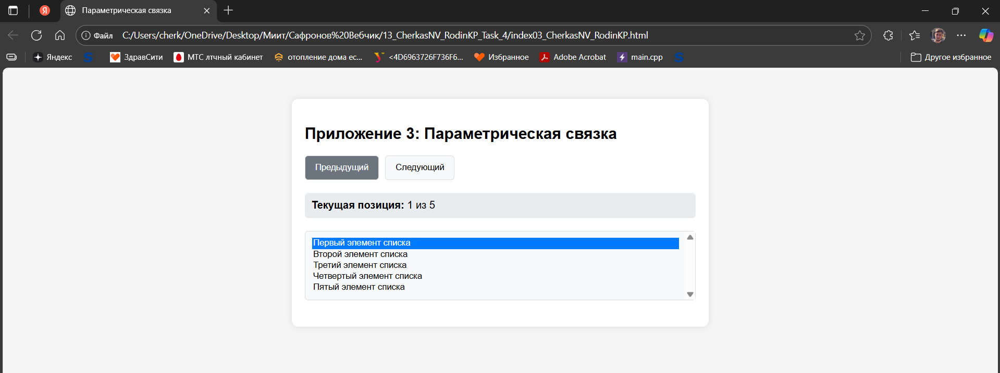 Я
Параметрическая связка
Файл C:/Users/cherk/OneDrive/Desktop/Миит/Сафронов%20Вебчик/13_CherkasNV_RodinKP_Task_4/index03_CherkasNV_RodinKP.html
Яндекс S ЗдравСити МТС лтчный кабинет отопление дома ес... <4D6963726F736F6... Избранное Adobe Acrobat main.cpp S Другое избранное
Приложение 3: Параметрическая связка
Предыдущий Следующий
Текущая позиция: 1 из 5
Первый элемент списка
Второй элемент списка
Третий элемент списка
Четвертый элемент списка
Пятый элемент списка